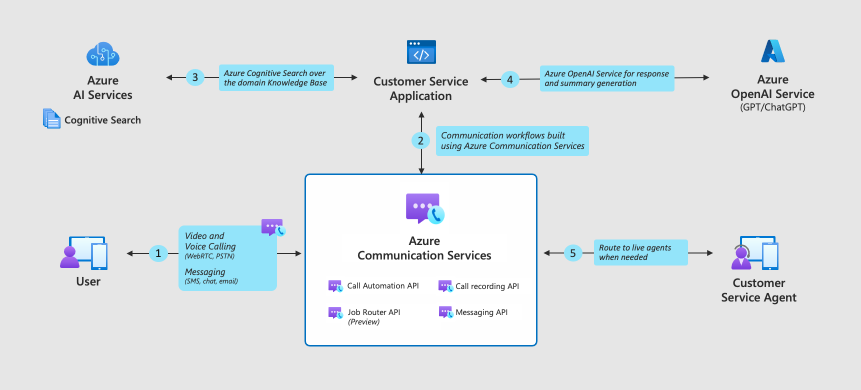 Azure
AI Services
Cognitive Search
3
Azure Cognitive Search over
the domain Knowledge Base
Customer Service
Application
4
Azure OpenAI Service for response
and summary generation
Azure
OpenAI Service
(GPT/ChatGPT)
2
Communication workflows built
using Azure Communication Services
User
1
Video and
Voice Calling
(WebRTC, PSTN)
Messaging
(SMS, chat, email)
Azure
Communication Services
Call Automation API
Call recording API
Job Router API
(Preview)
Messaging API
5
Route to live agents
when needed
Customer
Service Agent